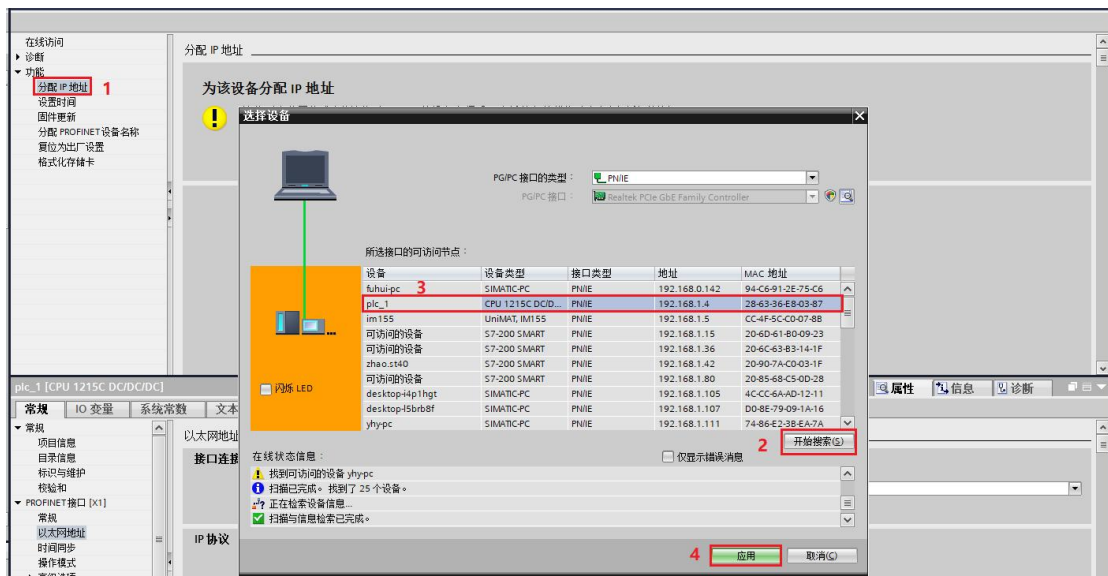 在线访问
诊断
功能
分配 IP 地址 1
设置时间
固件更新
分配 PROFINET 设备名称
复位为出厂设置
格式化存储卡
分配 IP 地址
为该设备分配 IP 地址
选择设备
PG/PC 接口的类型：
PN/IE
PG/PC 接口：
Realtek PCIe GbE Family Controller
所选接口的可访问节点：
设备 设备类型 接口类型 地址 MAC 地址
fuhui-pc 3 SIMATIC-PC PN/IE 192.168.0.142 94-C6-91-2E-75-C6
plc_1 CPU 1215C DC/D... PN/IE 192.168.1.4 28-63-36-E8-03-87
im155 UniMAT, IM155 PN/IE 192.168.1.5 CC-4F-5C-C0-07-8B
可访问的设备 S7-200 SMART PN/IE 192.168.1.15 20-6D-61-B0-09-23
可访问的设备 S7-200 SMART PN/IE 192.168.1.36 20-6C-63-B3-14-1F
zhao.st40 S7-200 SMART PN/IE 192.168.1.42 20-90-7A-C0-03-1F
可访问的设备 S7-200 SMART PN/IE 192.168.1.80 20-85-68-C5-0D-28
desktop-i4p1hgt SIMATIC-PC PN/IE 192.168.1.105 4C-CC-6A-AD-12-11
desktop-l5brb8f SIMATIC-PC PN/IE 192.168.1.107 D0-8E-79-09-1A-16
yhy-pc SIMATIC-PC PN/IE 192.168.1.111 74-86-E2-3B-EA-7A
闪烁 LED
2 开始搜索(S)
在线状态信息：
仅显示错误消息
找到可访问的设备 yhy-pc
扫描已完成。找到了 25 个设备。
正在检索设备信息...
扫描与信息检索已完成。
4 应用 取消(C)
plc_1 [CPU 1215C DC/DC/DC]
属性 信息 诊断
常规 IO 变量 系统常数 文本
常规
项目信息
目录信息
标识与维护
校验和
PROFINET接口 [X1]
常规
以太网地址
时间同步
操作模式
高级选项
以太网地址
接口连接
IP 协议